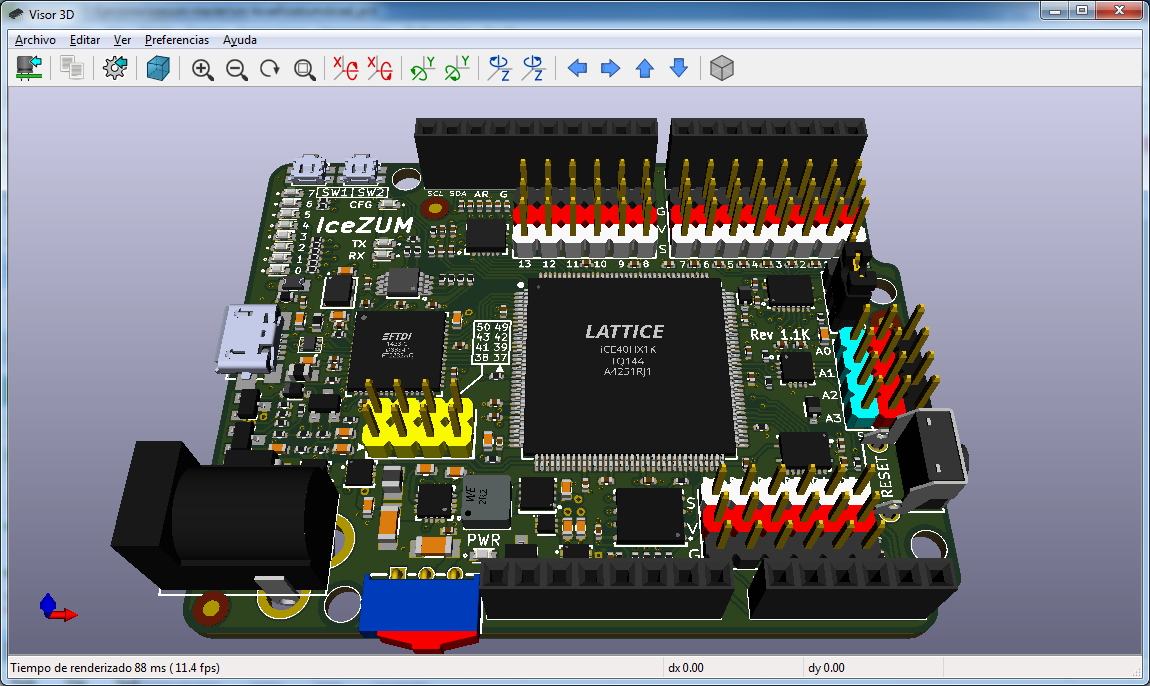 Visor 3D
Archivo Editar Ver Preferencias Ayuda
SCL SDA AR G
7 SW1 SW2
6 CFG
5
4 IceZUM
3 TX
2 RX
1
0
G
V
S
13 12 11 10 9 8 7 6 5 4 3 2 1
FTDI
50 49
43 42
41 39
38 37
LATTICE
iCE40HX1K
TQ144
A4251RJ1
Rev 1.1K
A0
A1
A2
A3
S
RESET
WE
2R2
PWR
S
V
G
Tiempo de renderizado 88 ms ( 11.4 fps)
dx 0.00
dy 0.00